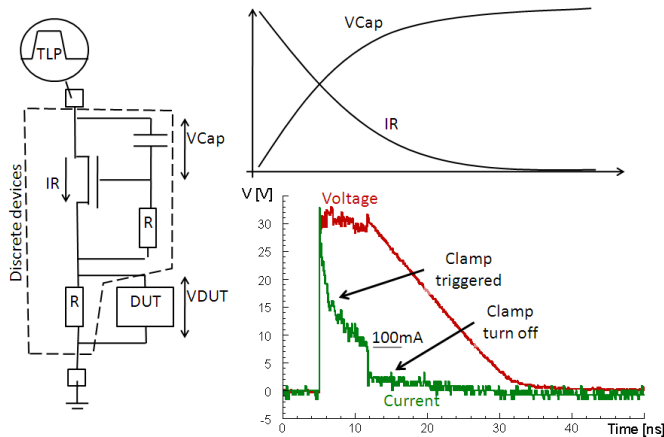 TLP
VCap
IR
R
Discrete devices
R
DUT
VDUT
VCap
IR
V [V]
Voltage
30
25
20
15
10
5
0
-5
Clamp
triggered
100mA
Clamp
turn off
Current
0
10
20
30
40
50
Time [ns]